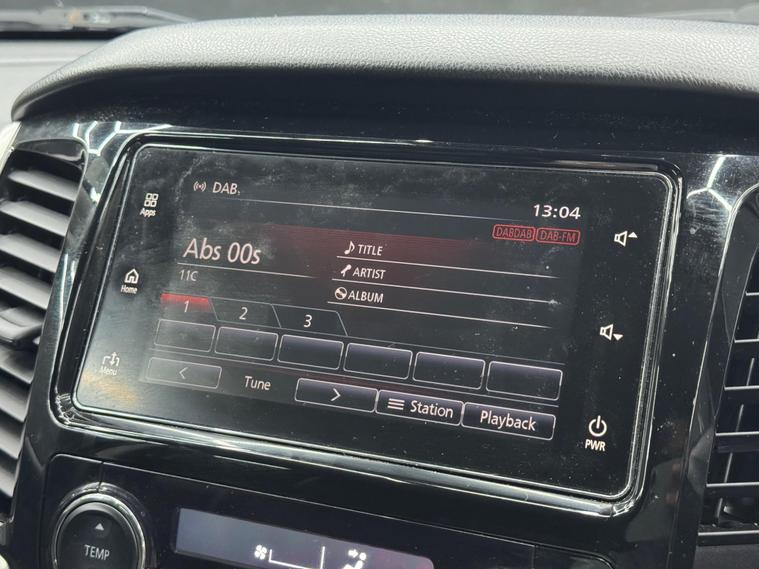 DAB
13:04
Apps
DABDAB DAB-FM
Abs 00s
TITLE
11C
ARTIST
Home
ALBUM
1 2 3
Menu
< Tune > Station Playback
PWR
TEMP